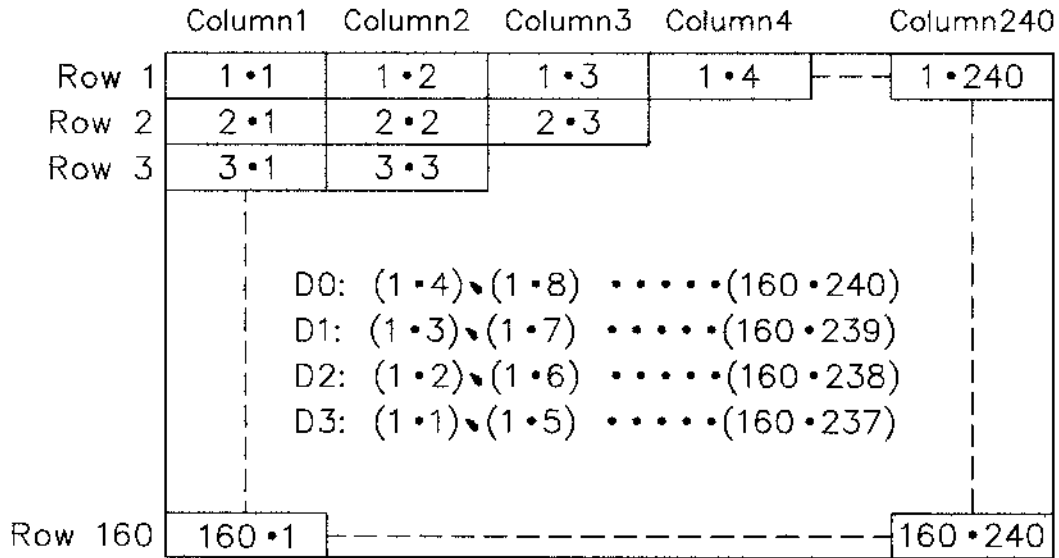 Column1 Column2 Column3 Column4 Column240
Row 1 1•1 1•2 1•3 1•4 1•240
Row 2 2•1 2•2 2•3
Row 3 3•1 3•3
D0: (1•4)、(1•8) •••••(160•240)
D1: (1•3)、(1•7) •••••(160•239)
D2: (1•2)、(1•6) •••••(160•238)
D3: (1•1)、(1•5) •••••(160•237)
Row 160 160•1 160•240